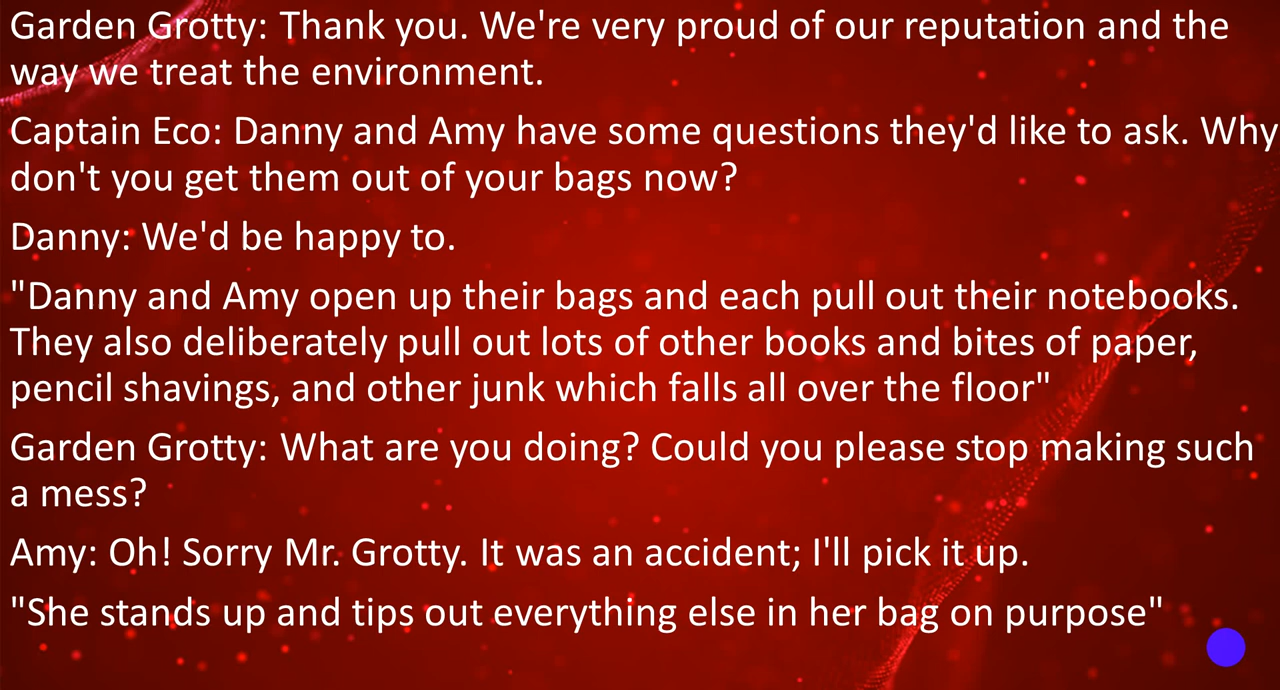 Garden Grotty: Thank you. We're very proud of our reputation and the
way we treat the environment.
Captain Eco: Danny and Amy have some questions they'd like to ask. Why
don't you get them out of your bags now?
Danny: We'd be happy to.
"Danny and Amy open up their bags and each pull out their notebooks.
They also deliberately pull out lots of other books and bites of paper,
pencil shavings, and other junk which falls all over the floor"
Garden Grotty: What are you doing? Could you please stop making such
a mess?
Amy: Oh! Sorry Mr. Grotty. It was an accident; I'll pick it up.
"She stands up and tips out everything else in her bag on purpose"